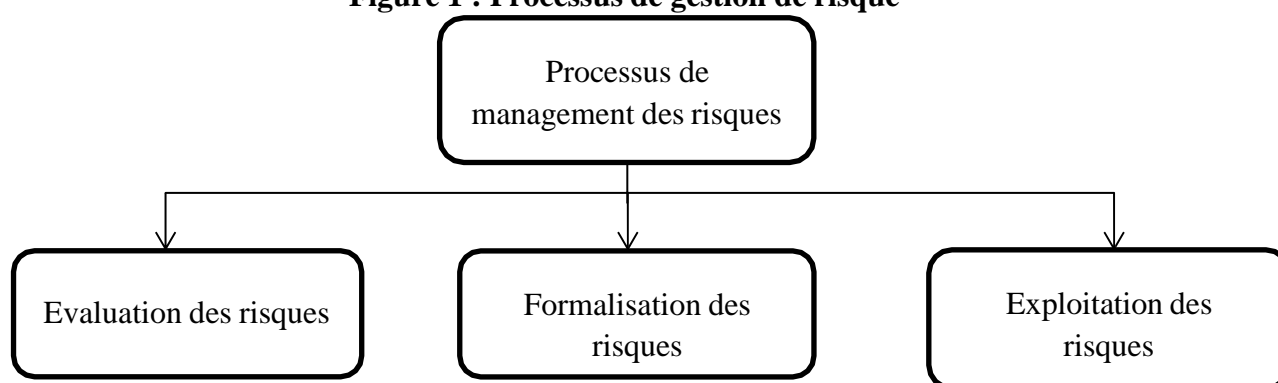 Figure 1 : Processus de gestion de risque
Processus de
management des risques
Evaluation des risques
Formalisation des
risques
Exploitation des
risques